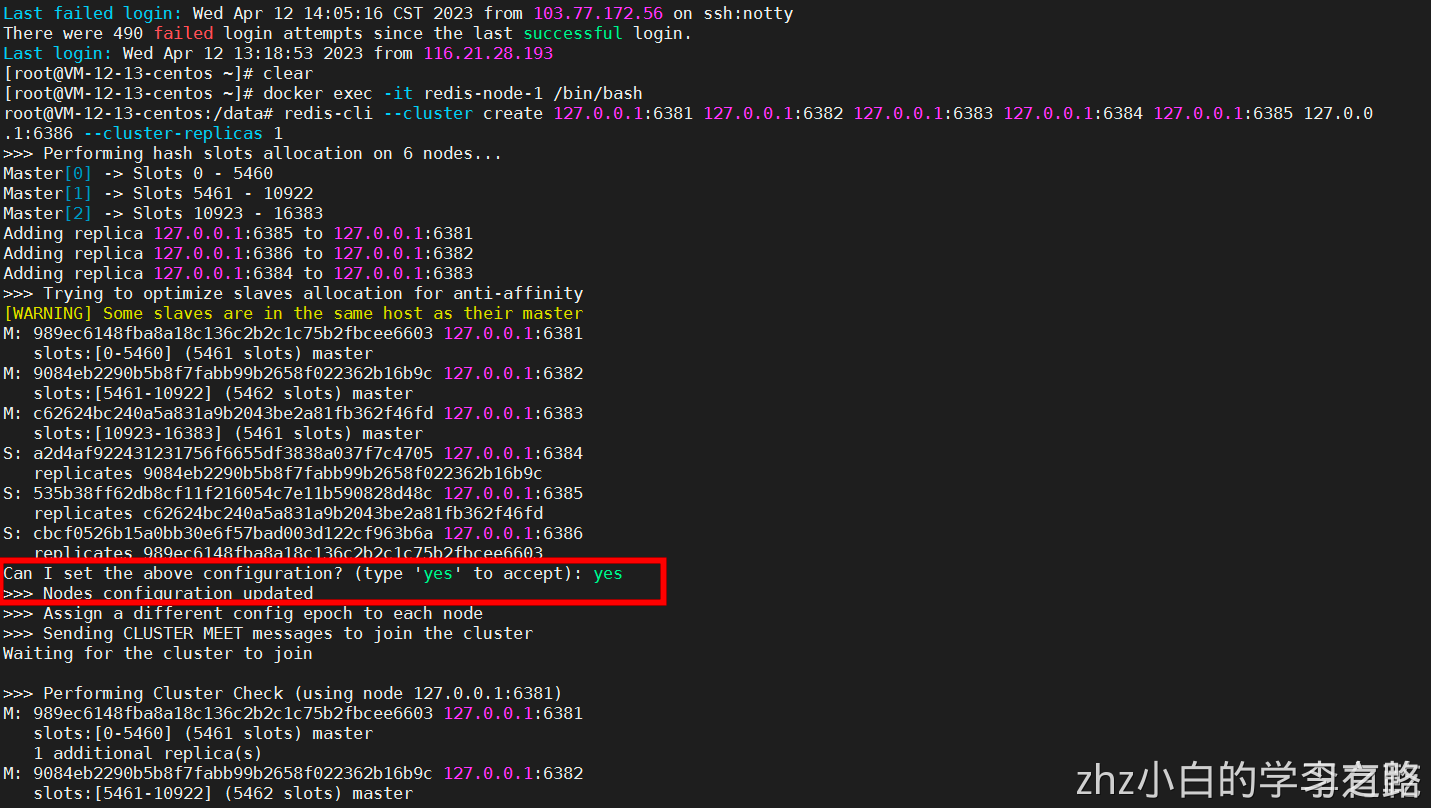 Last failed login: Wed Apr 12 14:05:16 CST 2023 from 103.77.172.56 on ssh:notty
There were 490 failed login attempts since the last successful login.
Last login: Wed Apr 12 13:18:53 2023 from 116.21.28.193
[root@VM-12-13-centos ~]# clear
[root@VM-12-13-centos ~]# docker exec -it redis-node-1 /bin/bash
root@VM-12-13-centos:/data# redis-cli --cluster create 127.0.0.1:6381 127.0.0.1:6382 127.0.0.1:6383 127.0.0.1:6384 127.0.0.1:6385 127.0.0
.1:6386 --cluster-replicas 1
>>> Performing hash slots allocation on 6 nodes...
Master[0] -> Slots 0 - 5460
Master[1] -> Slots 5461 - 10922
Master[2] -> Slots 10923 - 16383
Adding replica 127.0.0.1:6385 to 127.0.0.1:6381
Adding replica 127.0.0.1:6386 to 127.0.0.1:6382
Adding replica 127.0.0.1:6384 to 127.0.0.1:6383
>>> Trying to optimize slaves allocation for anti-affinity
[WARNING] Some slaves are in the same host as their master
M: 989ec6148fba8a18c136c2b2c1c75b2fbcee6603 127.0.0.1:6381
   slots:[0-5460] (5461 slots) master
M: 9084eb2290b5b8f7fabb99b2658f022362b16b9c 127.0.0.1:6382
   slots:[5461-10922] (5462 slots) master
M: c62624bc240a5a831a9b2043be2a81fb362f46fd 127.0.0.1:6383
   slots:[10923-16383] (5461 slots) master
S: a2d4af922431231756f6655df3838a037f7c4705 127.0.0.1:6384
   replicates 9084eb2290b5b8f7fabb99b2658f022362b16b9c
S: 535b38ff62db8cf11f216054c7e11b590828d48c 127.0.0.1:6385
   replicates c62624bc240a5a831a9b2043be2a81fb362f46fd
S: cbcf0526b15a0bb30e6f57bad003d122cf963b6a 127.0.0.1:6386
   replicates 989ec6148fba8a18c136c2b2c1c75b2fbcee6603
Can I set the above configuration? (type 'yes' to accept): yes
>>> Nodes configuration updated
>>> Assign a different config epoch to each node
>>> Sending CLUSTER MEET messages to join the cluster
Waiting for the cluster to join
>>> Performing Cluster Check (using node 127.0.0.1:6381)
M: 989ec6148fba8a18c136c2b2c1c75b2fbcee6603 127.0.0.1:6381
   slots:[0-5460] (5461 slots) master
   1 additional replica(s)
M: 9084eb2290b5b8f7fabb99b2658f022362b16b9c 127.0.0.1:6382
   slots:[5461-10922] (5462 slots) master
zhz小白的学习之路